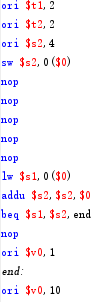 ori $t1,2
ori $t2,2
ori $s2,4
sw $s2,0($0)
nop
nop
nop
nop
nop
lw $s1,0($0)
addu $s2,$s2,$0
beq $s1,$s2,end
nop
ori $v0,1
end:
ori $v0,10